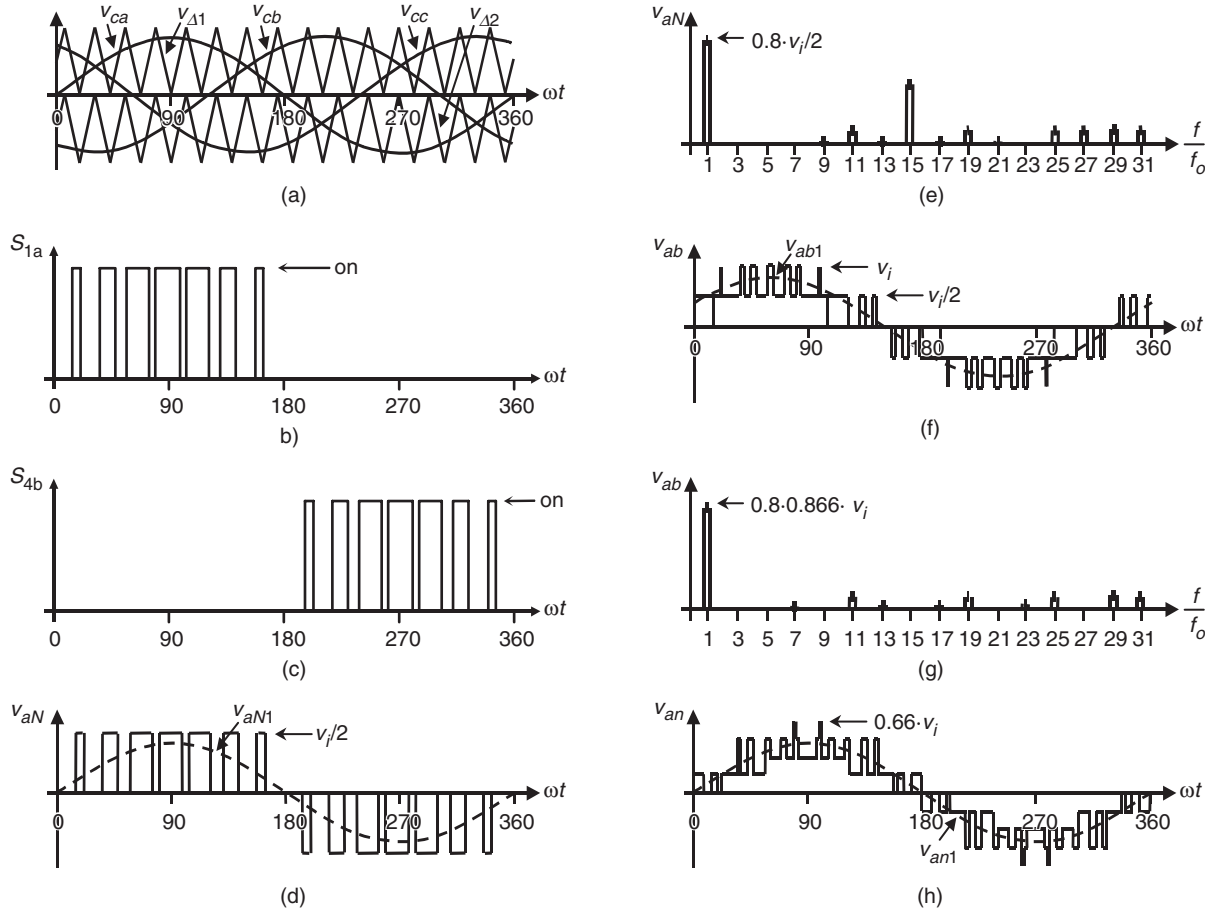 v_ca v_Δ1 v_cb v_cc v_Δ2
ωt
0 90 180 270 360
(a)
S_1a
on
ωt
0 90 180 270 360
b)
S_4b
on
ωt
0 90 180 270 360
(c)
v_aN v_aN1 v_i/2
ωt
0 90 180 270 360
(d)
v_aN
0.8·v_i/2
f/f_o
1 3 5 7 9 11 13 15 17 19 21 23 25 27 29 31
(e)
v_ab v_ab1 v_i
v_i/2
ωt
0 90 180 270 360
(f)
v_ab
0.8·0.866· v_i
f/f_o
1 3 5 7 9 11 13 15 17 19 21 23 25 27 29 31
(g)
v_an
0.66·v_i
ωt
0 90 180 270 360
v_an1
(h)